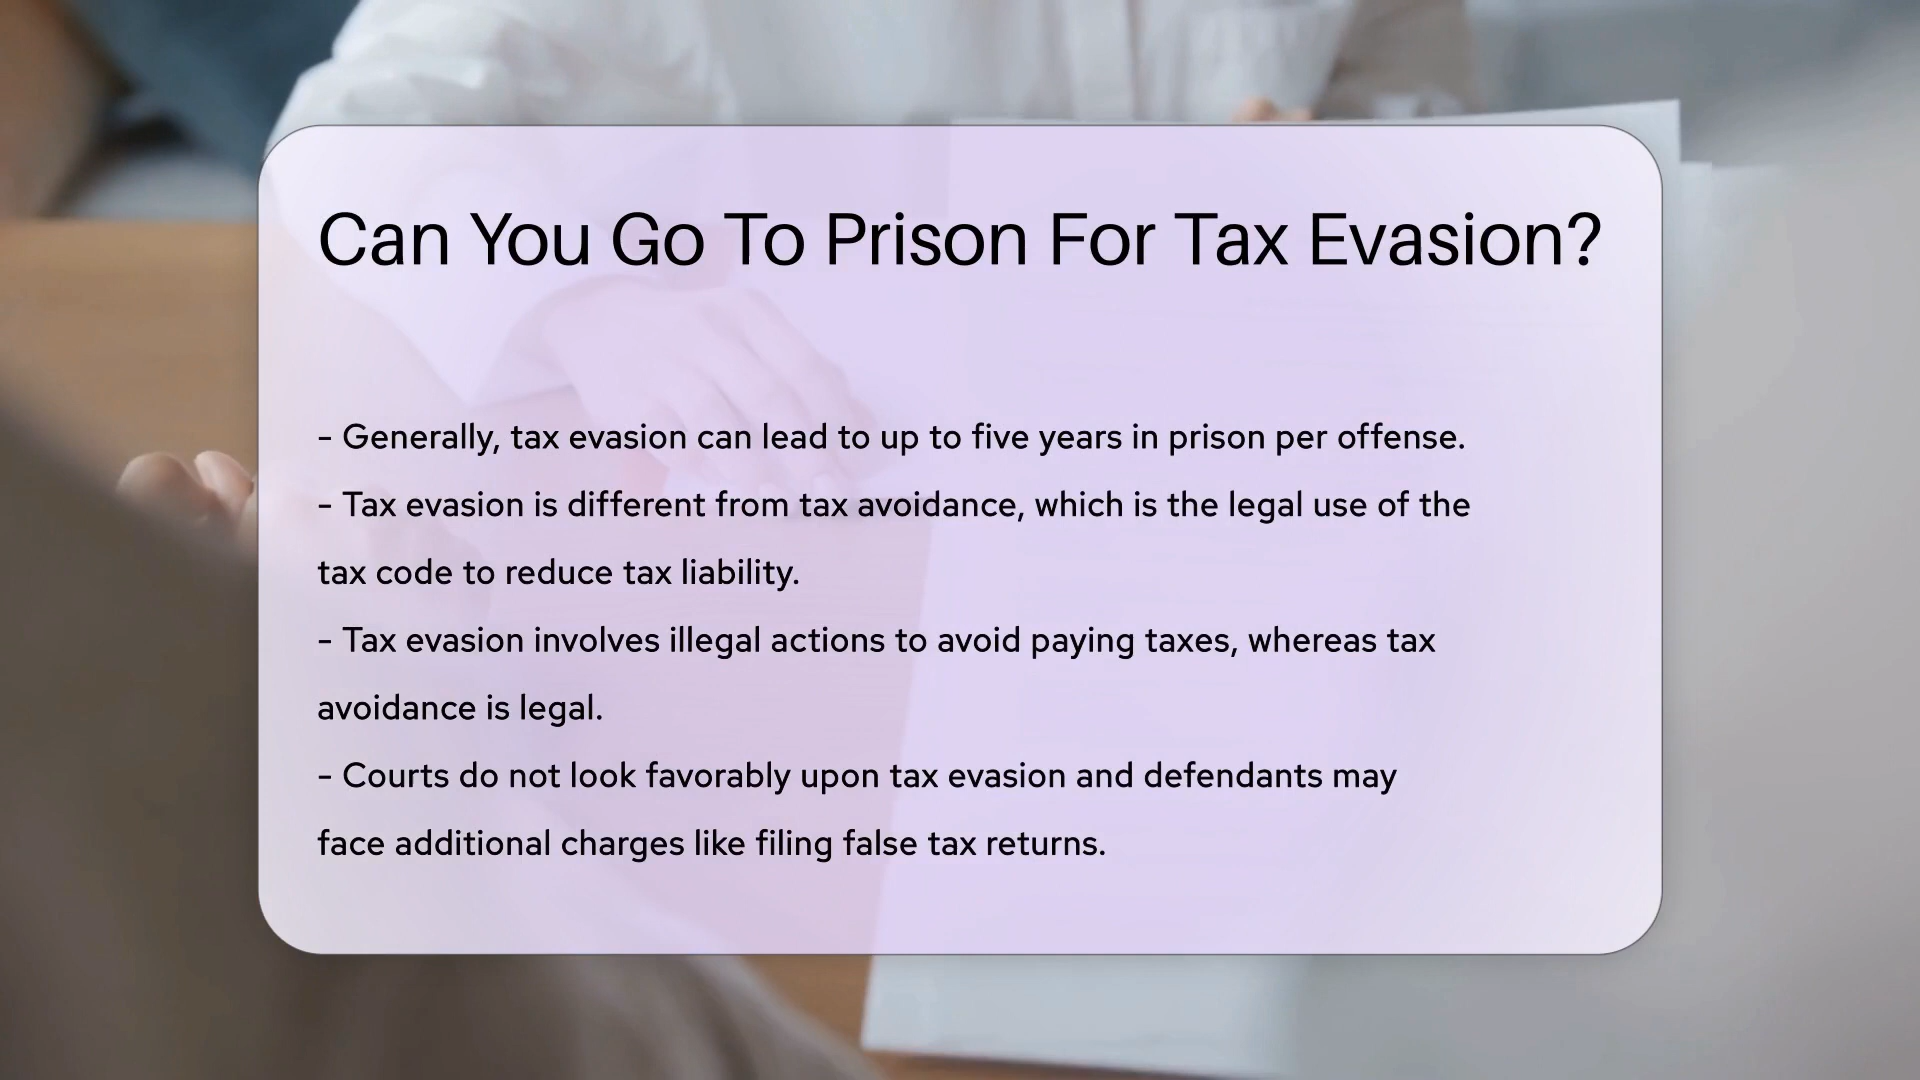 Can You Go To Prison For Tax Evasion?
- Generally, tax evasion can lead to up to five years in prison per offense.
- Tax evasion is different from tax avoidance, which is the legal use of the
tax code to reduce tax liability.
- Tax evasion involves illegal actions to avoid paying taxes, whereas tax
avoidance is legal.
- Courts do not look favorably upon tax evasion and defendants may
face additional charges like filing false tax returns.